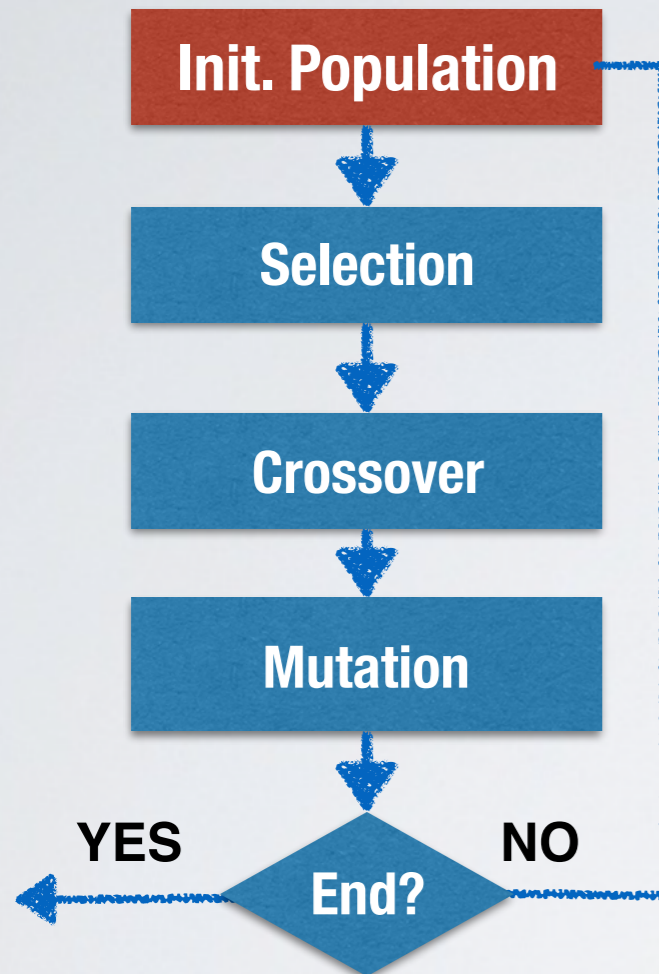 Init. Population
Selection
Crossover
Mutation
YES
NO
End?